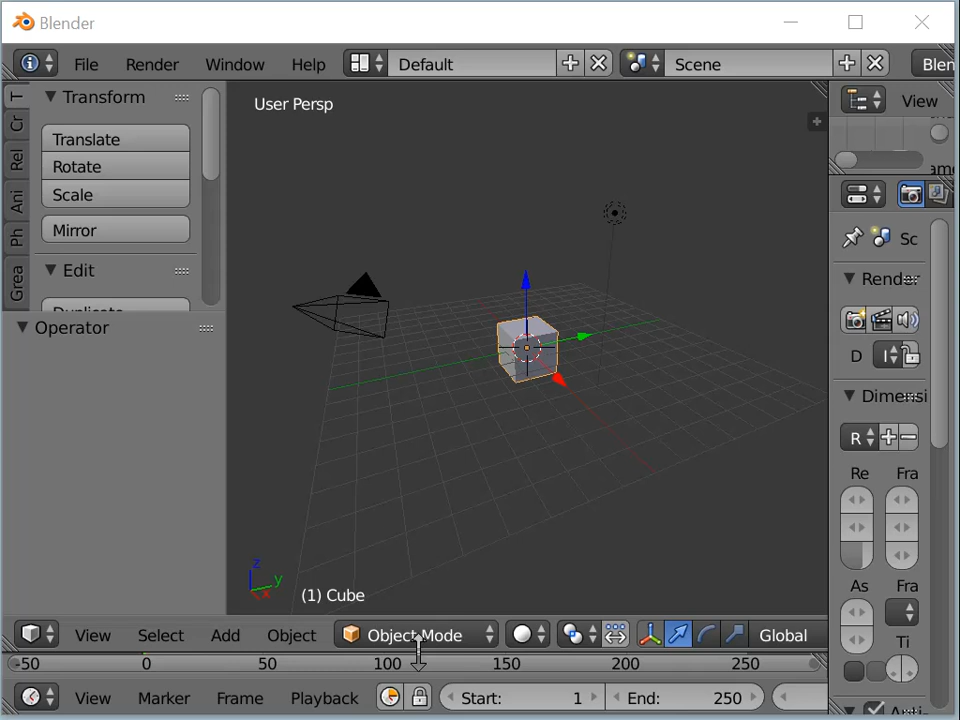 Blender
File Render Window Help Default Scene Blen
T
Cr
Rel
Ani
Ph
Grea
Transform
Translate
Rotate
Scale
Mirror
Edit
Operator
User Persp
(1) Cube
z
y
x
View
Sc
Rende
D
Dimensi
R
Re Fra
As Fra
Ti
View Select Add Object Object Mode Global
-50 0 50 100 150 200 250
View Marker Frame Playback Start: 1 End: 250